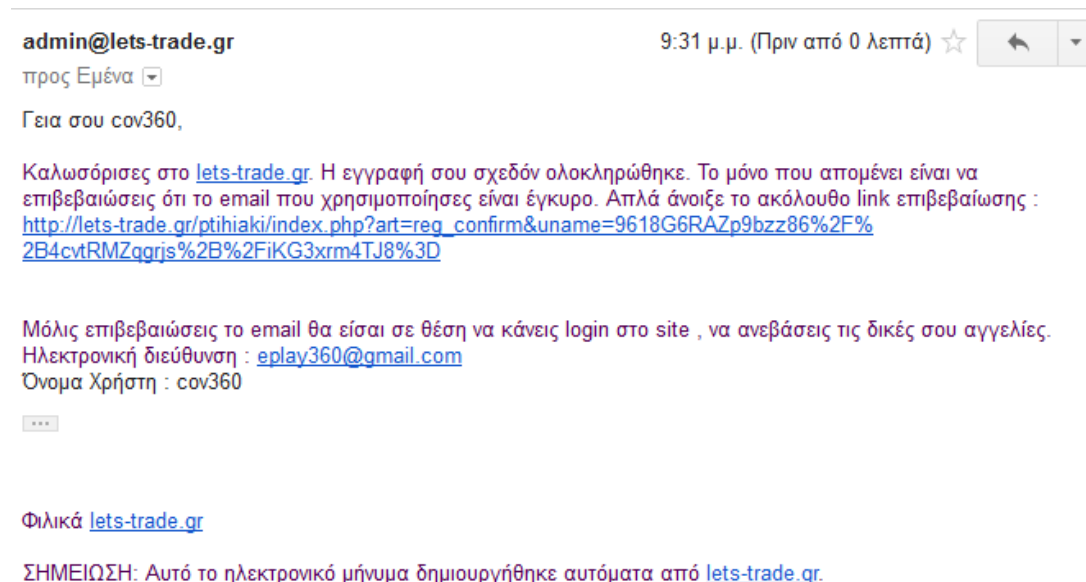 admin@lets-trade.gr
9:31 μ.μ. (Πριν από 0 λεπτά)
προς Εμένα
Γεια σου cov360,
Καλωσόρισες στο lets-trade.gr. Η εγγραφή σου σχεδόν ολοκληρώθηκε. Το μόνο που απομένει είναι να
επιβεβαιώσεις ότι το email που χρησιμοποίησες είναι έγκυρο. Απλά άνοιξε το ακόλουθο link επιβεβαίωσης :
http://lets-trade.gr/ptihiaki/index.php?art=reg_confirm&uname=9618G6RAZp9bzz86%2F%
2B4cvtRMZqgrjs%2B%2FiKG3xrm4TJ8%3D
Μόλις επιβεβαιώσεις το email θα είσαι σε θέση να κάνεις login στο site , να ανεβάσεις τις δικές σου αγγελίες.
Ηλεκτρονική διεύθυνση : eplay360@gmail.com
Όνομα Χρήστη : cov360
Φιλικά lets-trade.gr
ΣΗΜΕΙΩΣΗ: Αυτό το ηλεκτρονικό μήνυμα δημιουργήθηκε αυτόματα από lets-trade.gr.